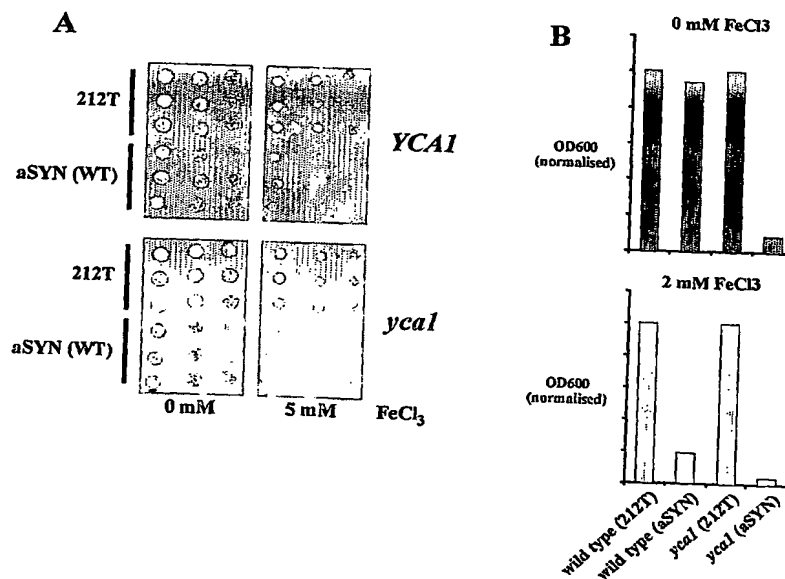 A
212T
aSYN (WT)
YCA1
212T
aSYN (WT)
yca1
0 mM
5 mM
FeCl3
B
0 mM FeCl3
OD600
(normalised)
2 mM FeCl3
OD600
(normalised)
wild type (212T)
wild type (aSYN)
yca1 (212T)
yca1 (aSYN)